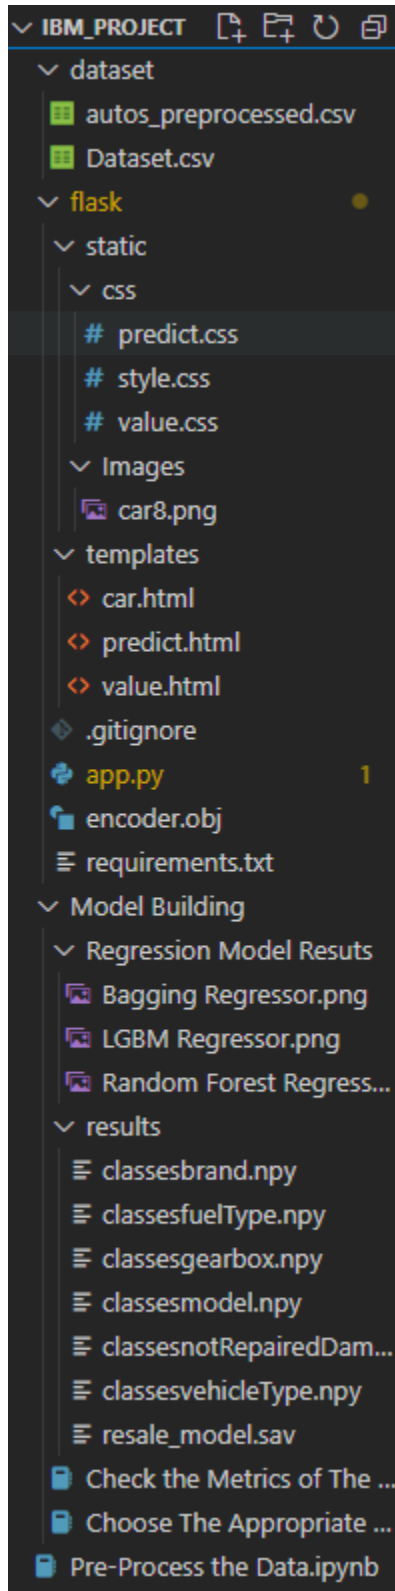 IBM_PROJECT
dataset
autos_preprocessed.csv
Dataset.csv
flask
static
css
# predict.css
# style.css
# value.css
Images
car8.png
templates
<> car.html
<> predict.html
<> value.html
.gitignore
app.py 1
encoder.obj
requirements.txt
Model Building
Regression Model Resuts
Bagging Regressor.png
LGBM Regressor.png
Random Forest Regress...
results
classesbrand.npy
classesfuelType.npy
classesgearbox.npy
classesmodel.npy
classesnotRepairedDam...
classesvehicleType.npy
resale_model.sav
Check the Metrics of The ...
Choose The Appropriate ...
Pre-Process the Data.ipynb